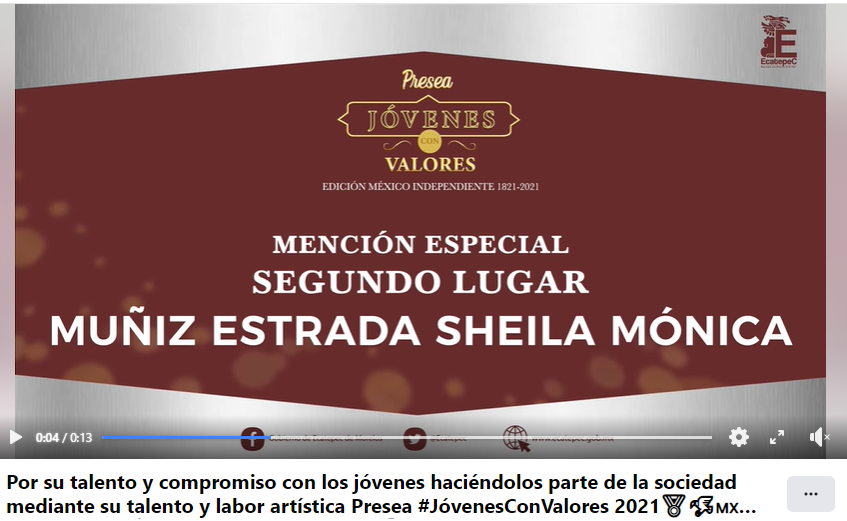 EcatepeC
Presea
JÓVENES
CON
VALORES
EDICIÓN MÉXICO INDEPENDIENTE 1821-2021
MENCIÓN ESPECIAL
SEGUNDO LUGAR
MUÑIZ ESTRADA SHEILA MÓNICA
0:04 / 0:13
Gobierno de Ecatepec de Morelos @Ecatepec www.ecatepec.gob.mx
Por su talento y compromiso con los jóvenes haciéndolos parte de la sociedad
mediante su talento y labor artística Presea #JóvenesConValores 2021🏅 MX...